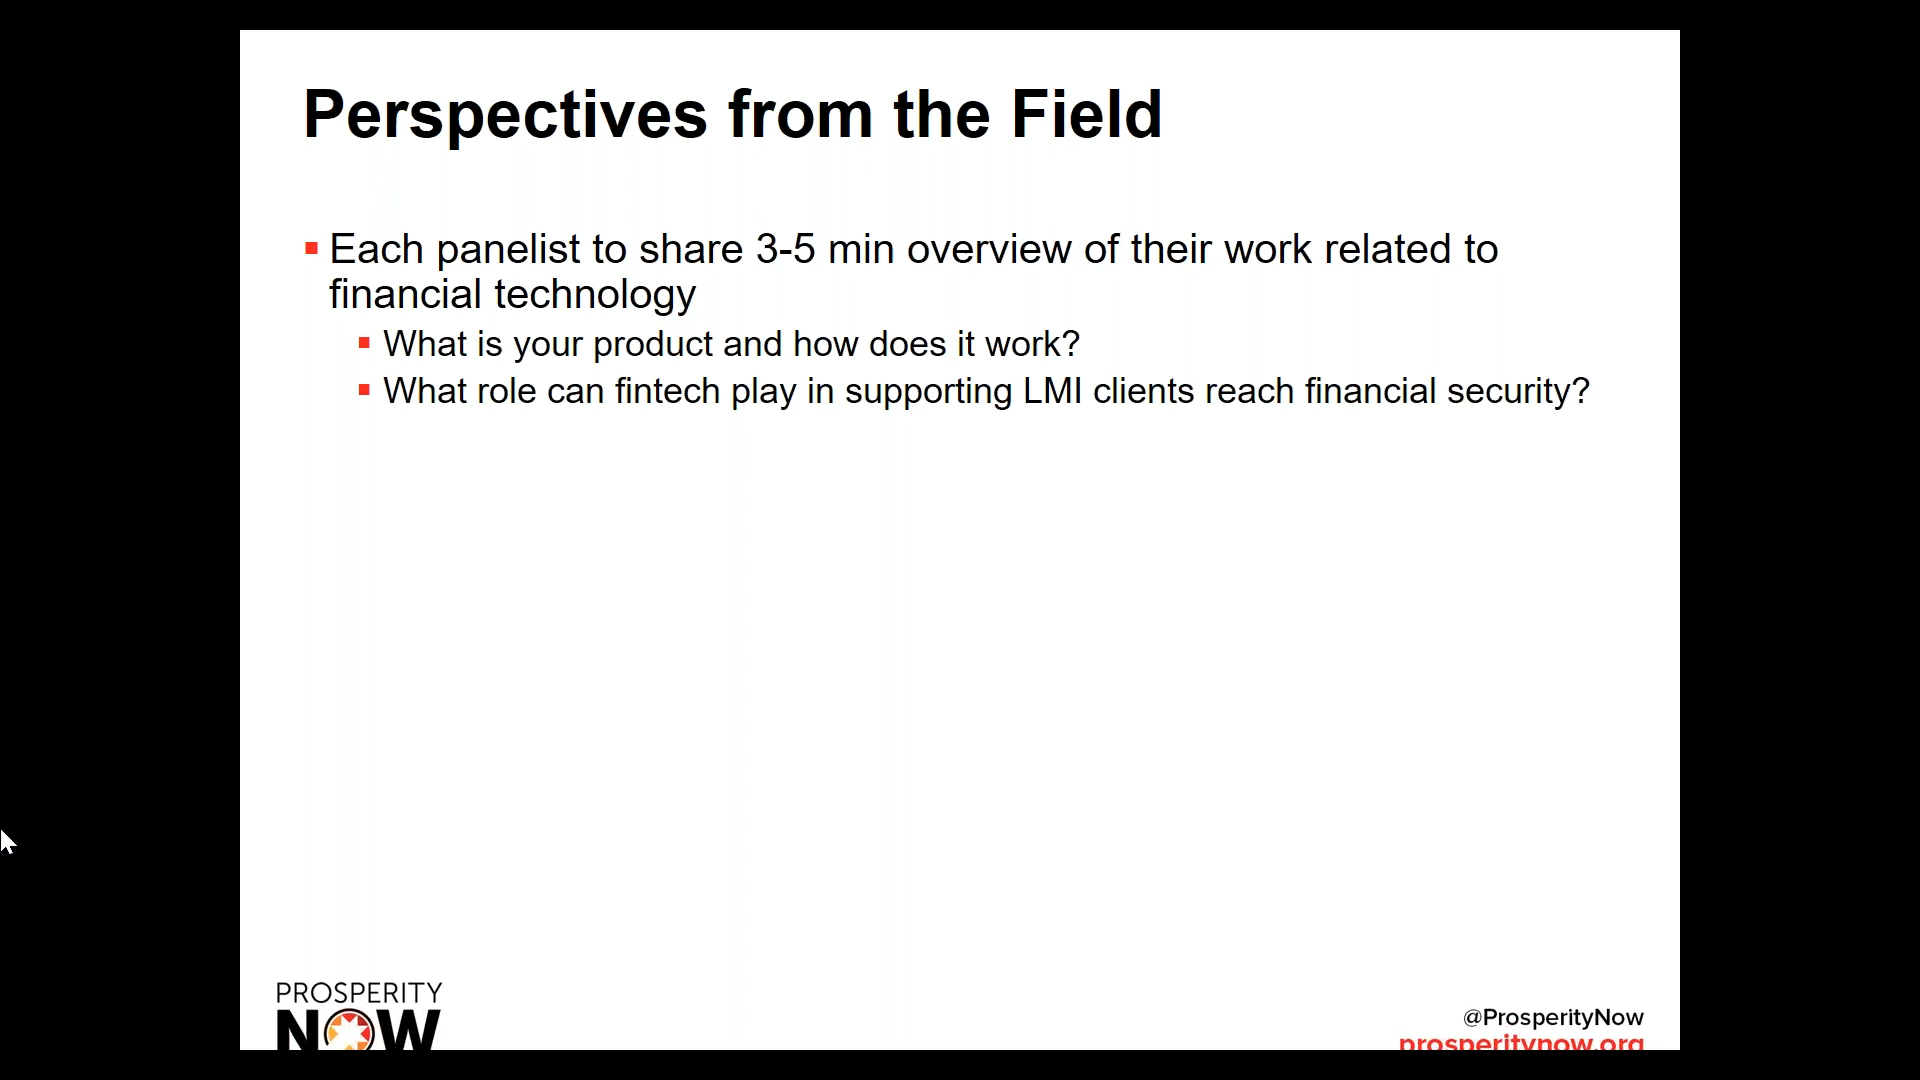 Perspectives from the Field
Each panelist to share 3-5 min overview of their work related to
financial technology
What is your product and how does it work?
What role can fintech play in supporting LMI clients reach financial security?
PROSPERITY
NOW
@ProsperityNow
prosperitynow.org